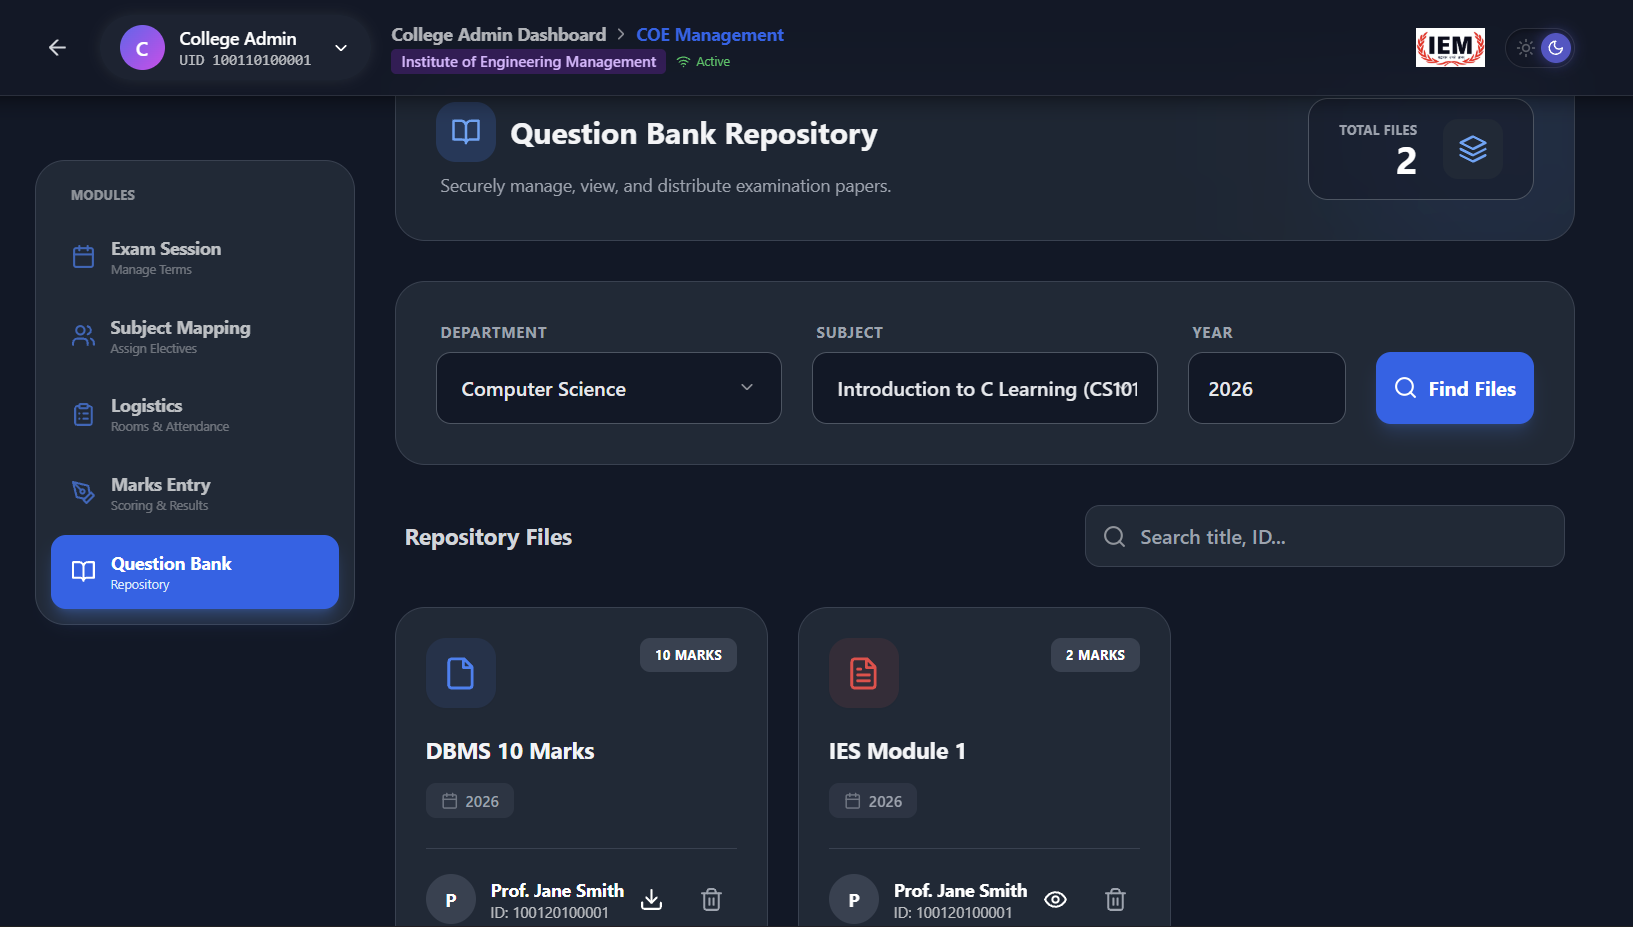 C
College Admin
UID 100110100001
College Admin Dashboard > COE Management
Institute of Engineering Management
Active
IEM
MODULES
Exam Session
Manage Terms
Subject Mapping
Assign Electives
Logistics
Rooms & Attendance
Marks Entry
Scoring & Results
Question Bank
Repository
Question Bank Repository
Securely manage, view, and distribute examination papers.
TOTAL FILES
2
DEPARTMENT
Computer Science
SUBJECT
Introduction to C Learning (CS101
YEAR
2026
Find Files
Repository Files
Search title, ID...
10 MARKS
DBMS 10 Marks
2026
P
Prof. Jane Smith
ID: 100120100001
2 MARKS
IES Module 1
2026
P
Prof. Jane Smith
ID: 100120100001